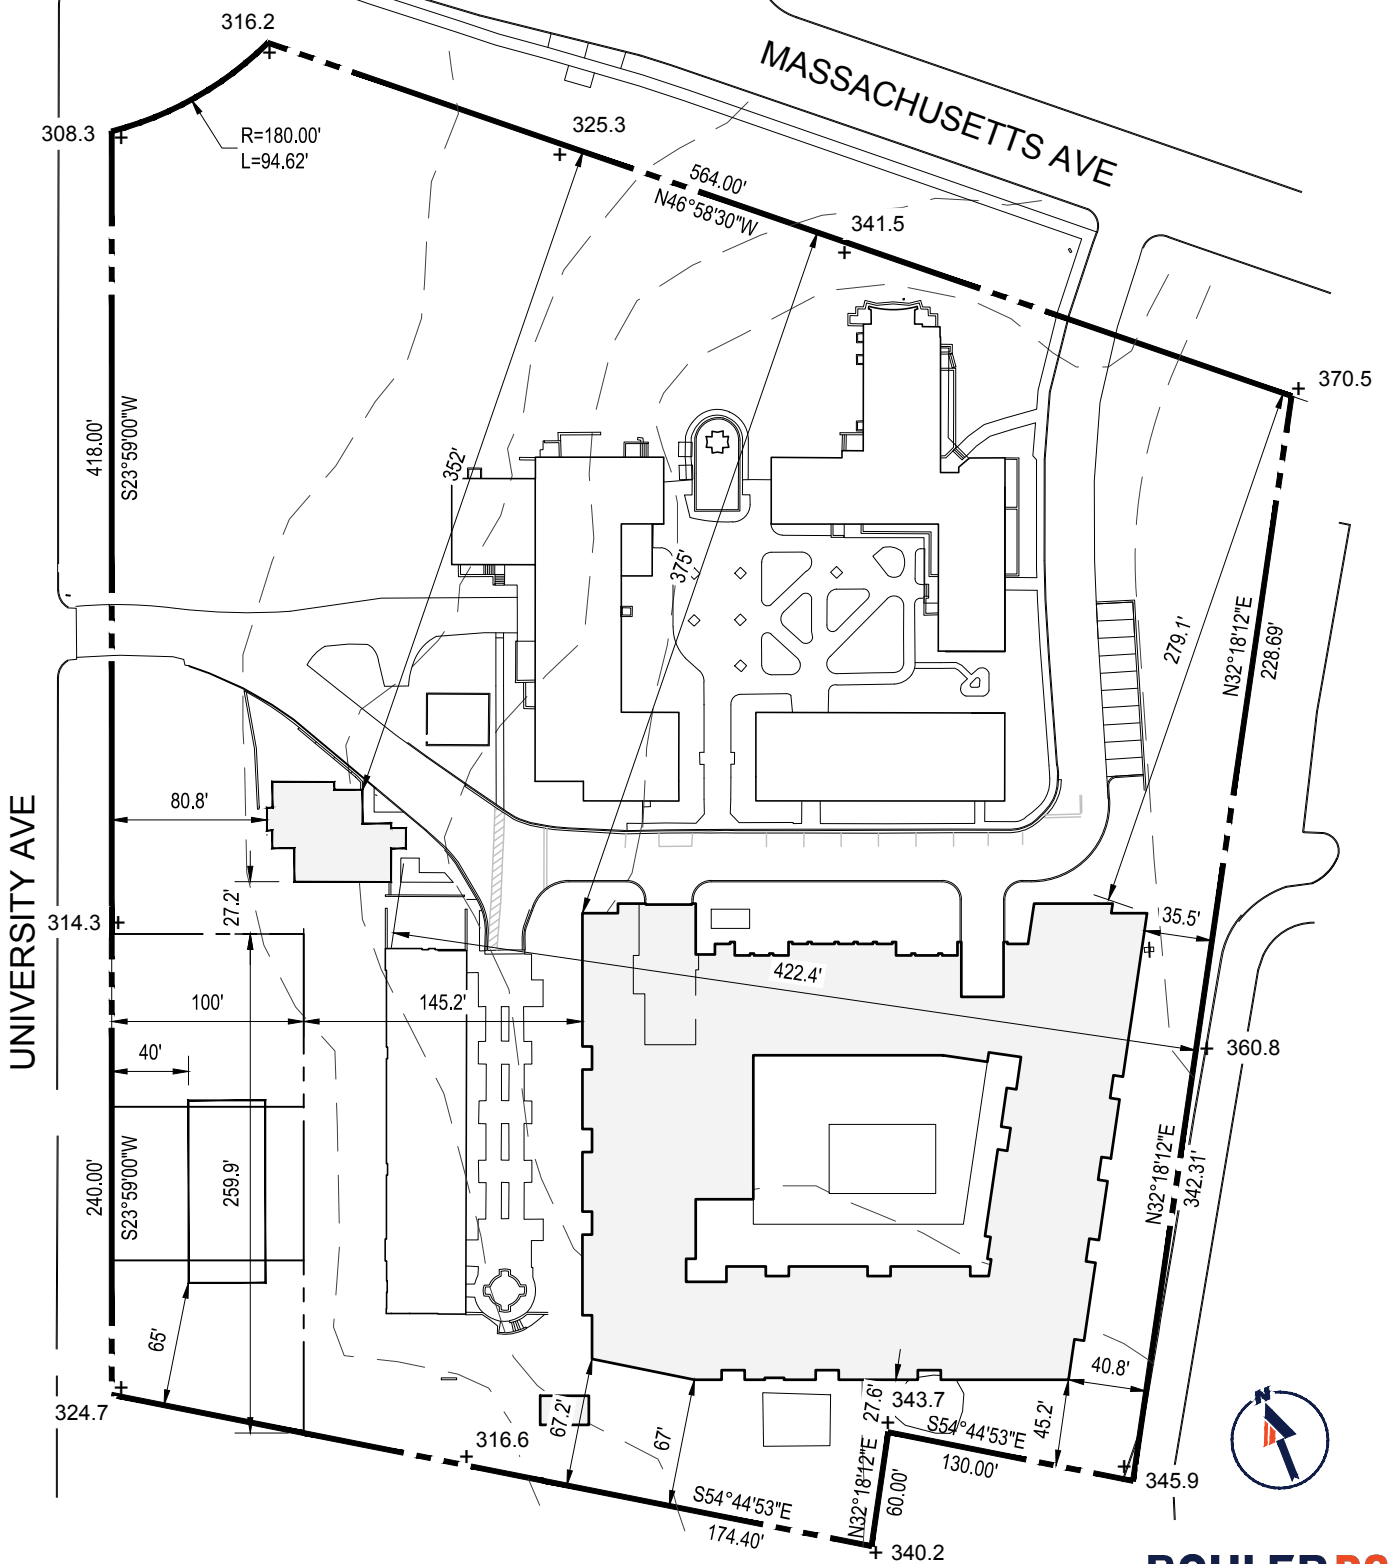 316.2
MASSACHUSETTS AVE
308.3
R=180.00'
L=94.62'
325.3
564.00'
N46°58'30"W
341.5
370.5
418.00'
S23°59'00"W
352'
375'
279.1'
N32°18'12"E
228.69'
UNIVERSITY AVE
80.8'
27.2'
314.3
35.5'
422.4'
100'
145.2'
40'
360.8
240.00'
S23°59'00"W
259.9'
N32°18'12"E
342.31'
65'
40.8'
324.7
67.2'
67'
27.6'
343.7
45.2'
316.6
S54°44'53"E
130.00'
N
345.9
N32°18'12"E
60.00'
S54°44'53"E
174.40'
340.2